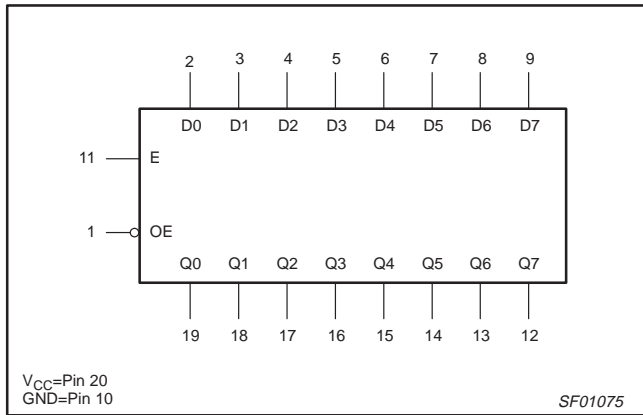 2 3 4 5 6 7 8 9
D0 D1 D2 D3 D4 D5 D6 D7
11 E
1 OE
Q0 Q1 Q2 Q3 Q4 Q5 Q6 Q7
19 18 17 16 15 14 13 12
VCC=Pin 20
GND=Pin 10
SF01075